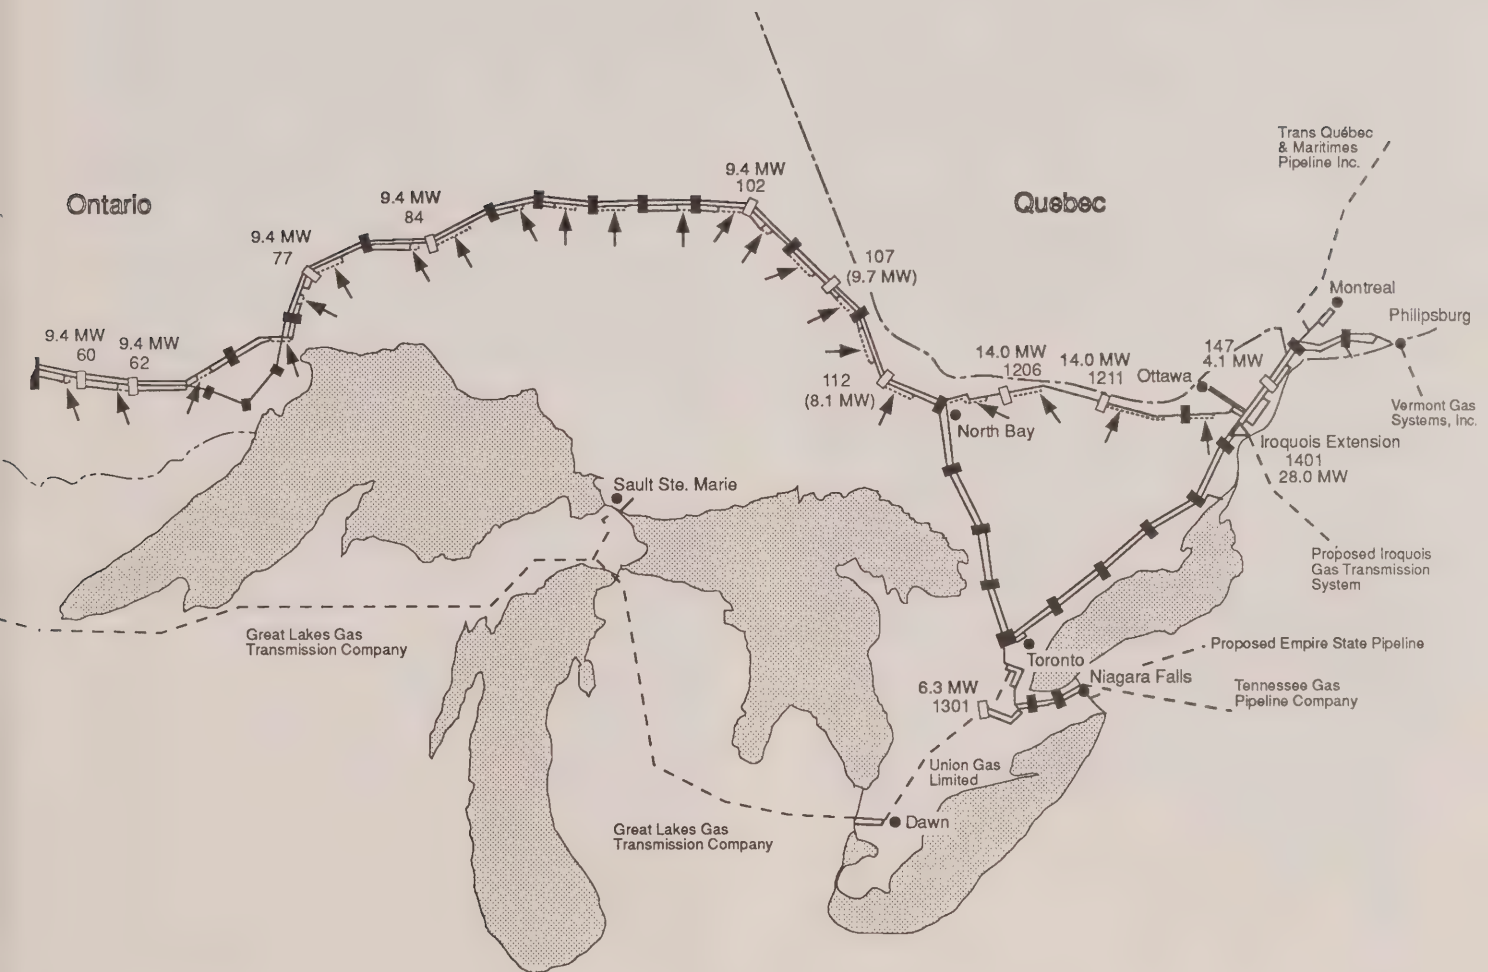 Trans Québec
& Maritimes
Pipeline Inc.
Ontario
Quebec
9.4 MW
102
9.4 MW
84
9.4 MW
77
107
(9.7 MW)
Montreal
Philipsburg
9.4 MW
60
9.4 MW
62
147
4.1 MW
14.0 MW
1206
14.0 MW
1211
Ottawa
112
(8.1 MW)
North Bay
Vermont Gas
Systems, Inc.
Iroquois Extension
1401
28.0 MW
Sault Ste. Marie
Proposed Iroquois
Gas Transmission
System
Great Lakes Gas
Transmission Company
Proposed Empire State Pipeline
Toronto
Niagara Falls
6.3 MW
1301
Tennessee Gas
Pipeline Company
Union Gas
Limited
Dawn
Great Lakes Gas
Transmission Company